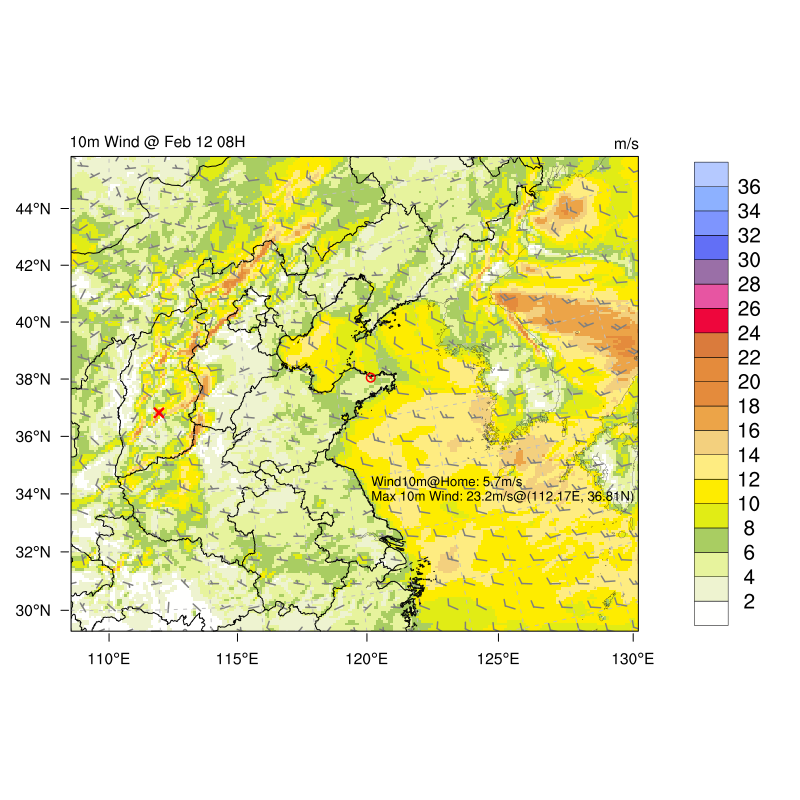 10m Wind @ Feb 12 08H
m/s
44°N
42°N
40°N
38°N
36°N
34°N
32°N
30°N
110°E
115°E
120°E
125°E
130°E
Wind10m@Home: 5.7m/s
Max 10m Wind: 23.2m/s@(112.17E, 36.81N)
36
34
32
30
28
26
24
22
20
18
16
14
12
10
8
6
4
2